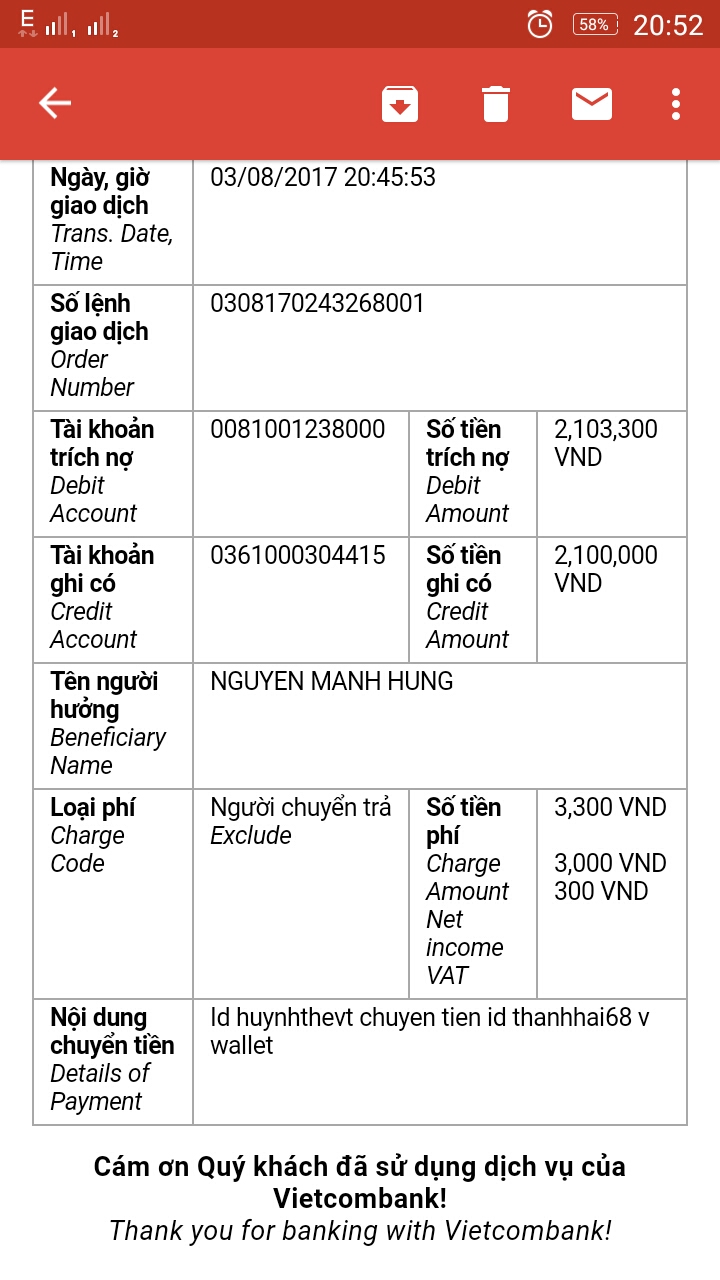 E 1 2 58% 20:52
Ngày, giờ
giao dịch
Trans. Date,
Time
03/08/2017 20:45:53
Số lệnh
giao dịch
Order
Number
0308170243268001
Tài khoản
trích nợ
Debit
Account
0081001238000
Số tiền
trích nợ
Debit
Amount
2,103,300
VND
Tài khoản
ghi có
Credit
Account
0361000304415
Số tiền
ghi có
Credit
Amount
2,100,000
VND
Tên người
hưởng
Beneficiary
Name
NGUYEN MANH HUNG
Loại phí
Charge
Code
Người chuyển trả
Exclude
Số tiền
phí
Charge
Amount
Net
income
VAT
3,300 VND
3,000 VND
300 VND
Nội dung
chuyển tiền
Details of
Payment
Id huynhthevt chuyen tien id thanhhai68 v
wallet
Cám ơn Quý khách đã sử dụng dịch vụ của
Vietcombank!
Thank you for banking with Vietcombank!